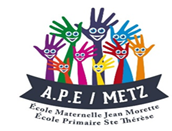 A.P.E / METZ
École Maternelle Jean Morette
École Primaire Ste Thérèse